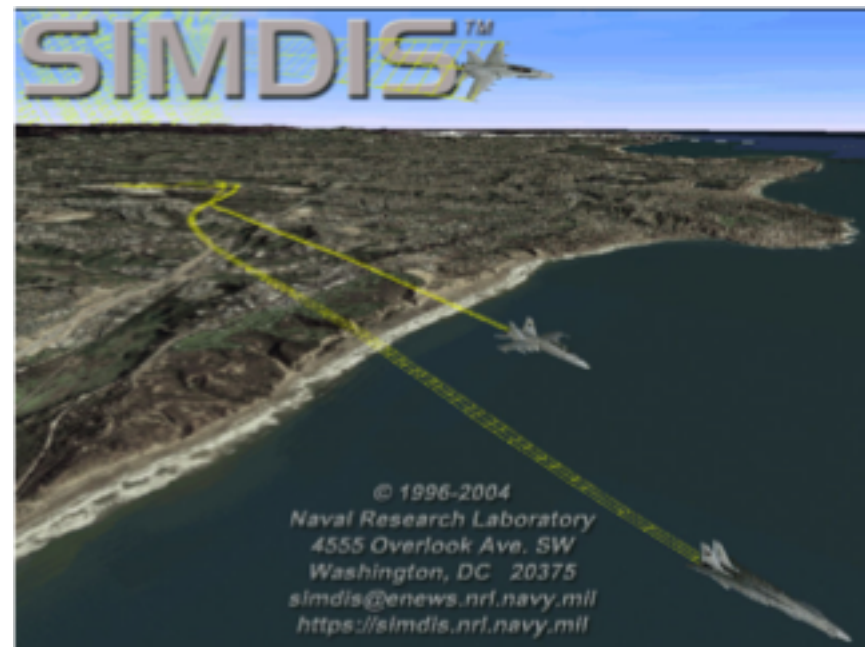 SIMDIS™
© 1996-2004
Naval Research Laboratory
4555 Overlook Ave. SW
Washington, DC 20375
simdis@enews.nrl.navy.mil
https://simdis.nrl.navy.mil